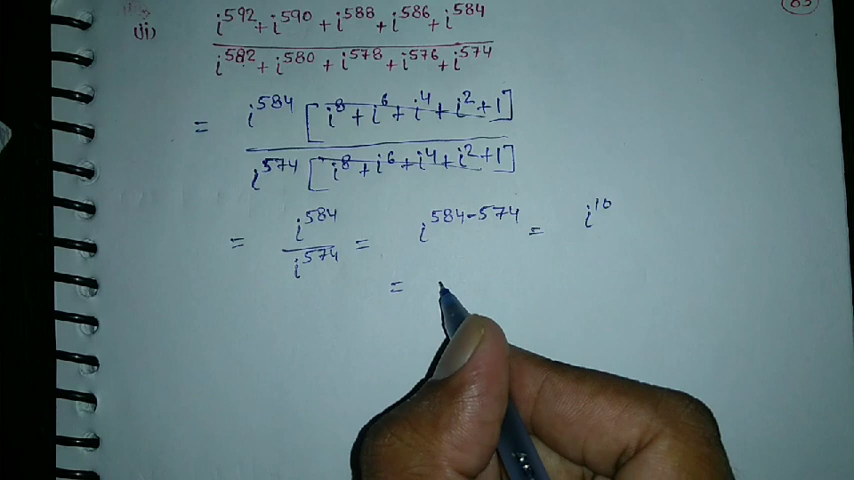 (ii) i^592 + i^590 + i^588 + i^586 + i^584
i^582 + i^580 + i^578 + i^576 + i^574
= i^584 [i^8 + i^6 + i^4 + i^2 + 1]
i^574 [i^8 + i^6 + i^4 + i^2 + 1]
= i^584 / i^574 = i^584-574 = i^10
=